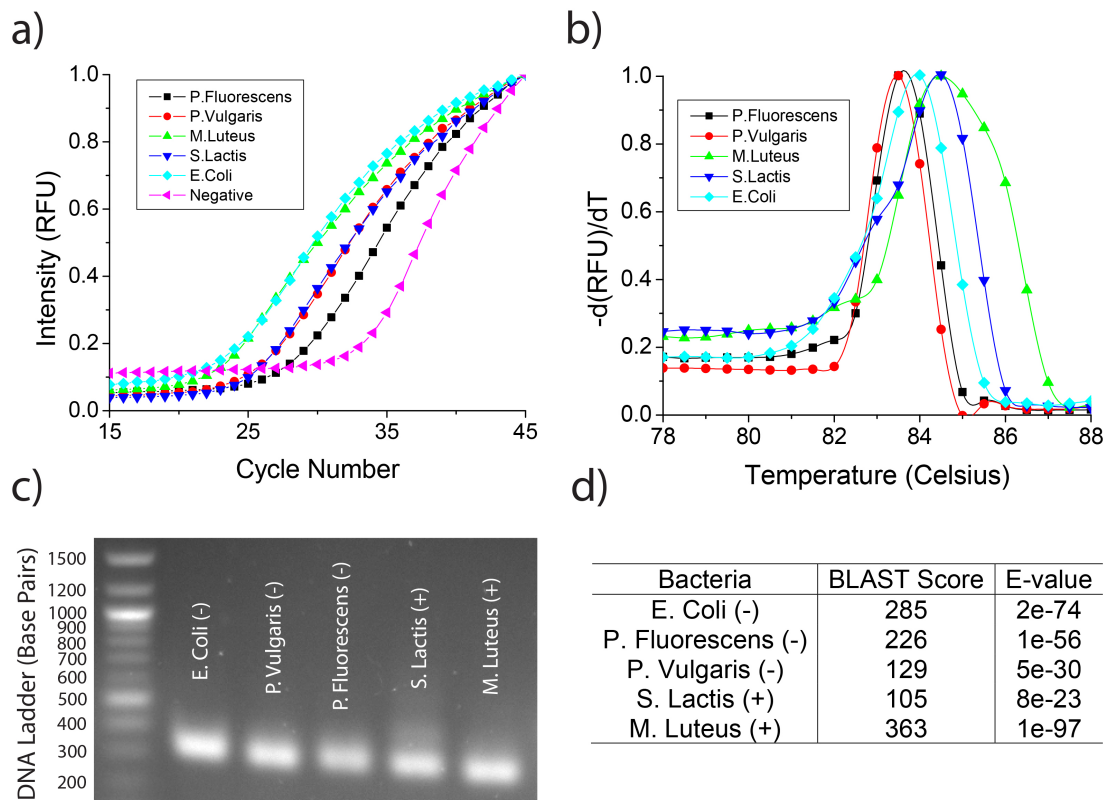 a)
1.0
0.8
0.6
0.4
0.2
0.0
Intensity (RFU)
P.Fluorescens
P.Vulgaris
M.Luteus
S.Lactis
E.Coli
Negative
15 25 35 45
Cycle Number
b)
1.0
0.8
0.6
0.4
0.2
0.0
-d(RFU)/dT
P.Fluorescens
P.Vulgaris
M.Luteus
S.Lactis
E.Coli
78 80 82 83 84 85 86 88
Temperature (Celsius)
c)
DNA Ladder (Base Pairs)
1500
1200
1000
900
800
700
600
500
400
300
200
E. Coli (-)
P. Vulgaris (-)
P. Fluorescens (-)
S. Lactis (+)
M. Luteus (+)
d)
Bacteria BLAST Score E-value
E. Coli (-) 285 2e-74
P. Fluorescens (-) 226 1e-56
P. Vulgaris (-) 129 5e-30
S. Lactis (+) 105 8e-23
M. Luteus (+) 363 1e-97